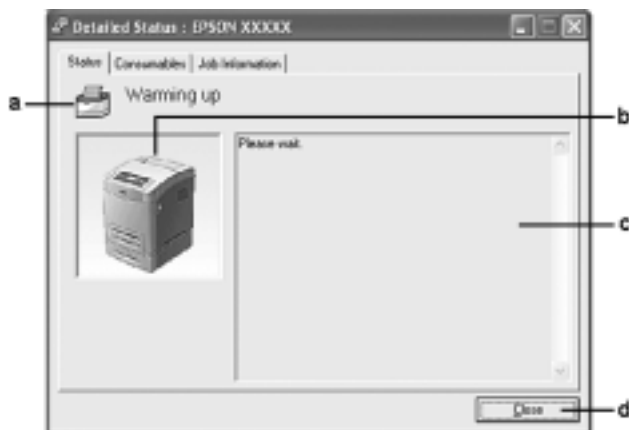 Detailed Status : EPSON XXXXX
Status Consumables Job Information
a
Warming up
b
Please wait.
c
Close
d